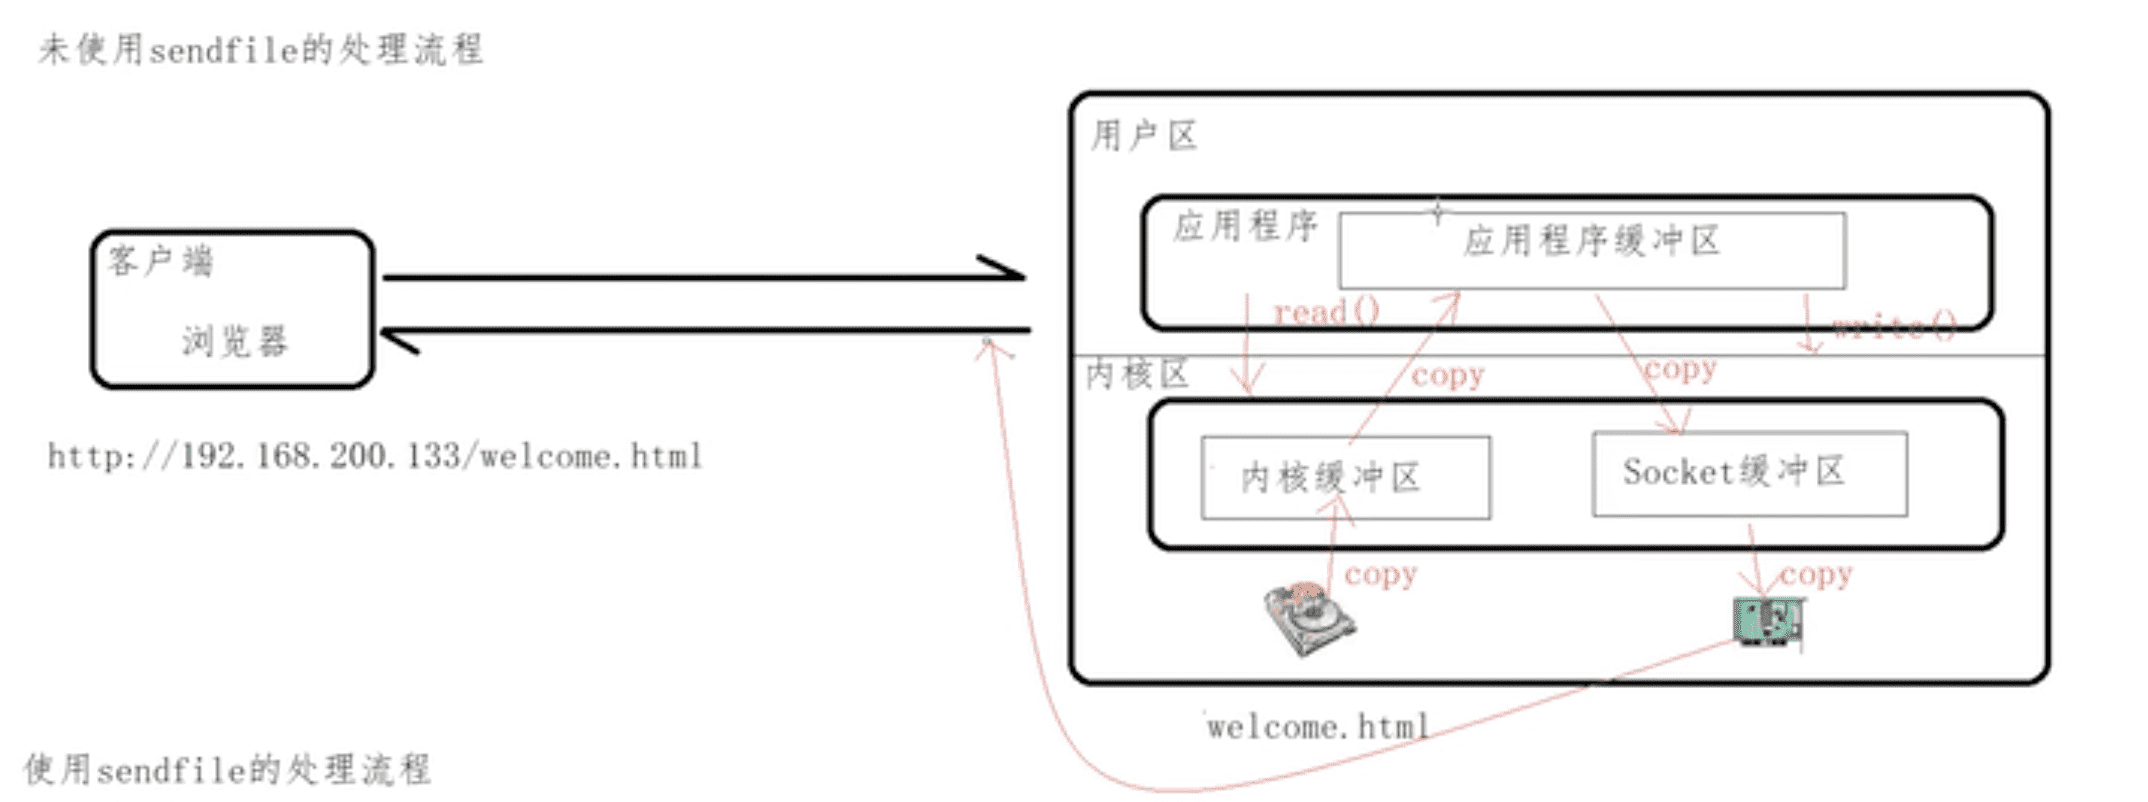 未使用sendfile的处理流程
用户区
应用程序
应用程序缓冲区
客户端
浏览器
read()
write()
copy
copy
内核区
http://192.168.200.133/welcome.html
内核缓冲区
Socket缓冲区
copy
copy
welcome.html
使用sendfile的处理流程